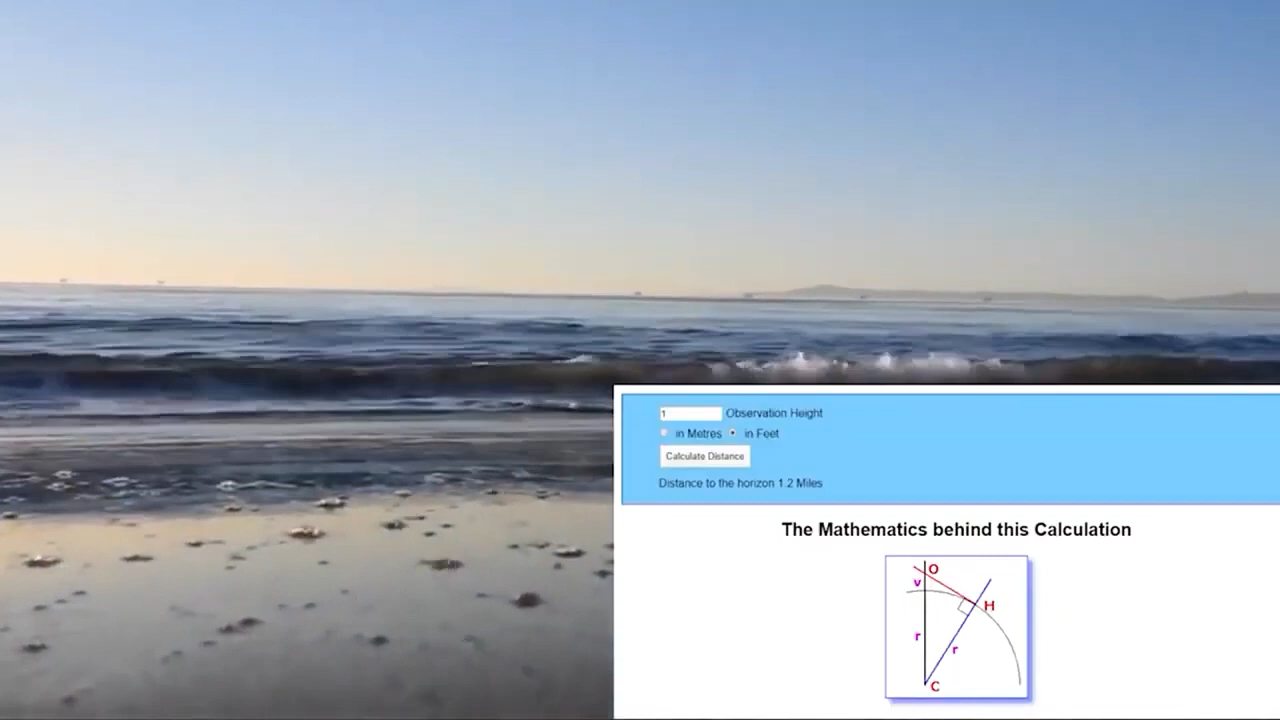 1 Observation Height
in Metres in Feet
Calculate Distance
Distance to the horizon 1.2 Miles
The Mathematics behind this Calculation
O
v
H
r
r
C